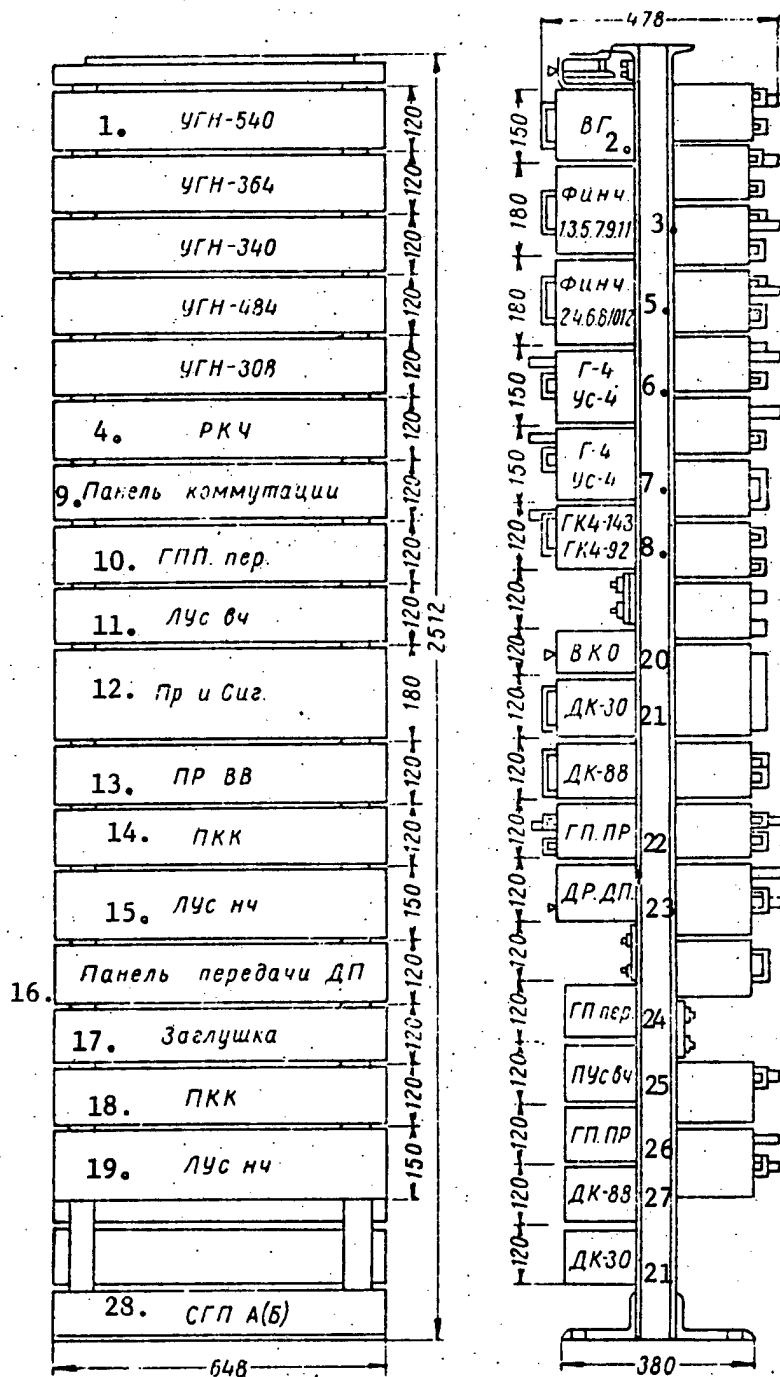 478
1. УГН-540 120
УГН-364 120
УГН-340 120
УГН-484 120
УГН-308 120
4. РКЧ 120
9. Панель коммутации 120
10. ГПП. пер. 120
11. ЛУс вч 120
12. Пр и Сиг. 180
13. ПР ВВ 120
14. ПКК 120
15. ЛУс нч 150
16. Панель передачи ДП 120
17. Заглушка 120
18. ПКК 120
19. ЛУс нч 150
28. СГП А(Б)
648
2512
150 ВГ 2.
180 ФИНЧ.
1.3.5.7.9.11 3.
180 ФИНЧ.
2.4.6.8.10.12 5.
150 Г-4
УС-4 6.
150 Г-4
УС-4 7.
120 ГК4-143
ГК4-92 8.
120
120 ВКО 20
120 ДК-30 21
120 ДК-88
120 ГП.ПР 22
120 ДР.ДП. 23
120
120 ГП пер. 24
120 ПУс вч 25
120 ГП.ПР 26
120 ДК-88 27
120 ДК-30 21
380